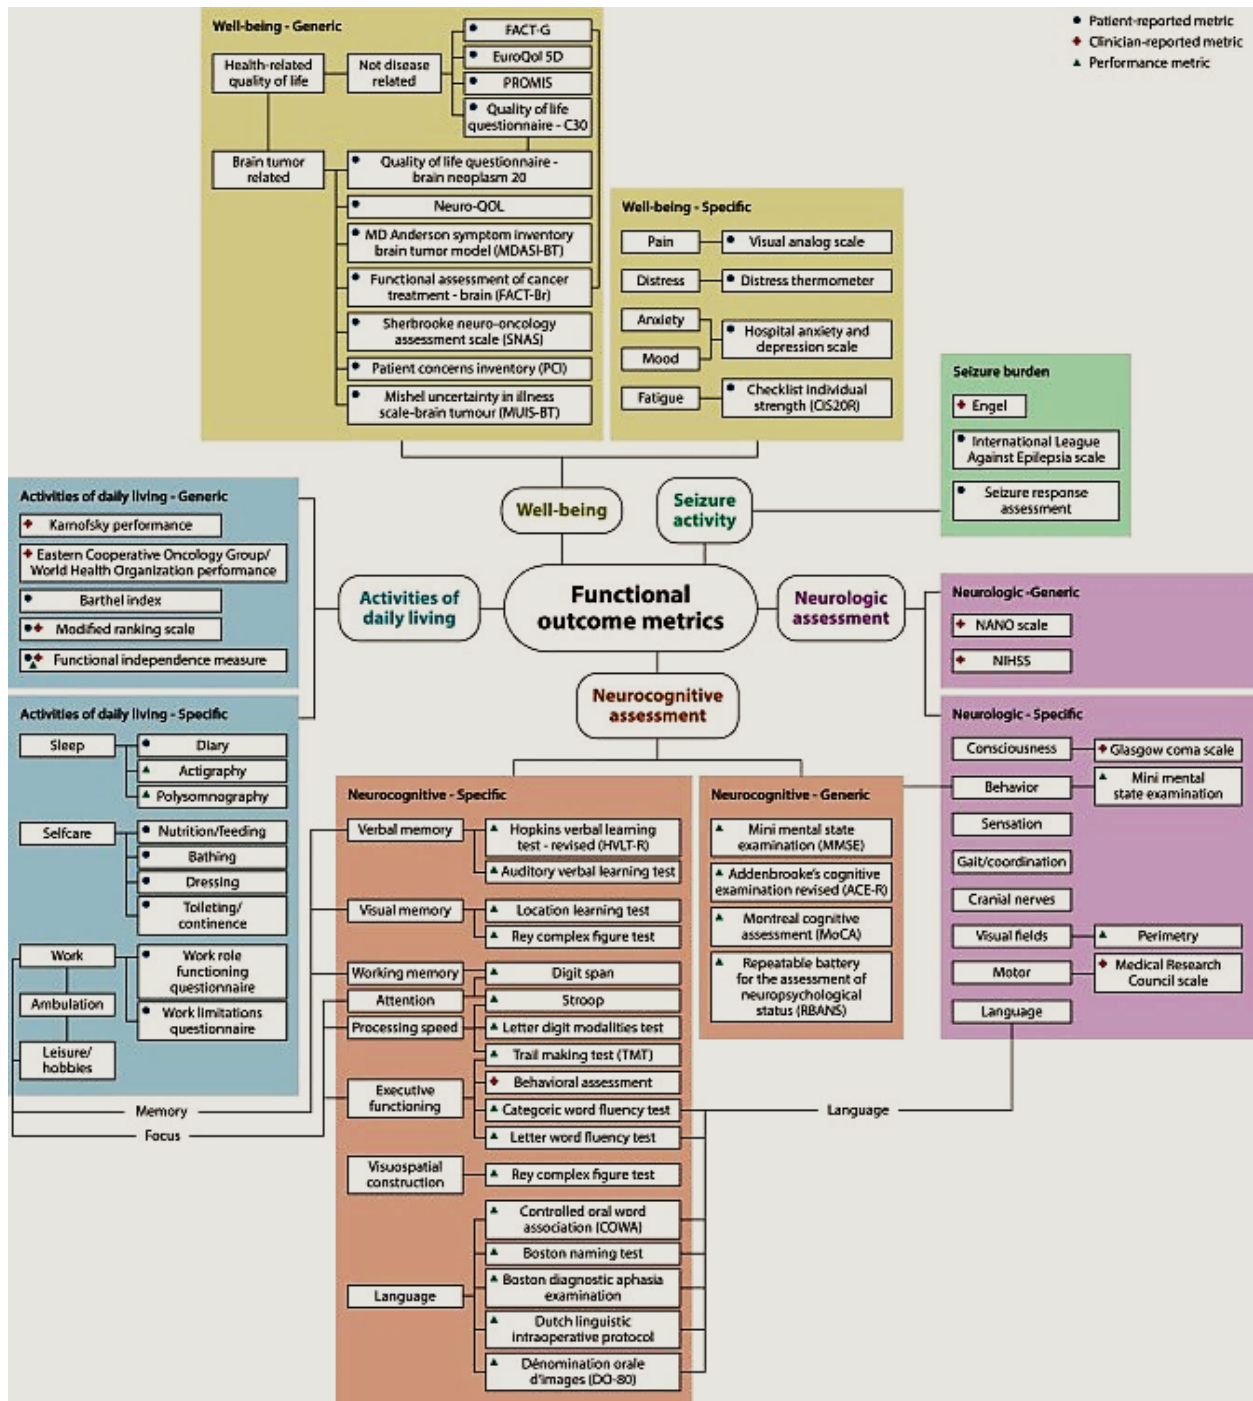 Patient-reported metric
Clinician-reported metric
Performance metric
Well-being - Generic
Health-related
quality of life
Not disease
related
FACT-G
EuroQol 5D
PROMIS
Quality of life
questionnaire - C30
Brain tumor
related
Quality of life questionnaire -
brain neoplasm 20
Neuro-QOL
MD Anderson symptom inventory
brain tumor model (MDASI-BT)
Functional assessment of cancer
treatment - brain (FACT-Br)
Sherbrooke neuro-oncology
assessment scale (SNAS)
Patient concerns inventory (PCI)
Mishel uncertainty in illness
scale-brain tumour (MUIS-BT)
Well-being - Specific
Pain
Visual analog scale
Distress
Distress thermometer
Anxiety
Mood
Hospital anxiety and
depression scale
Fatigue
Checklist individual
strength (CIS20R)
Seizure burden
Engel
International League
Against Epilepsia scale
Seizure response
assessment
Well-being
Seizure
activity
Activities of
daily living
Functional
outcome metrics
Neurologic
assessment
Neurocognitive
assessment
Activities of daily living - Generic
Karnofsky performance
Eastern Cooperative Oncology Group/
World Health Organization performance
Barthel index
Modified ranking scale
Functional independence measure
Activities of daily living - Specific
Sleep
Diary
Actigraphy
Polysomnography
Selfcare
Nutrition/feeding
Bathing
Dressing
Toileting/
continence
Work
Work role
functioning
questionnaire
Ambulation
Work limitations
questionnaire
Leisure/
hobbies
Memory
Focus
Neurocognitive - Specific
Verbal memory
Hopkins verbal learning
test - revised (HVLT-R)
Auditory verbal learning test
Visual memory
Location learning test
Rey complex figure test
Working memory
Digit span
Attention
Stroop
Processing speed
Letter digit modalities test
Trail making test (TMT)
Executive
functioning
Behavioral assessment
Categoric word fluency test
Letter word fluency test
Visuospatial
construction
Rey complex figure test
Language
Controlled oral word
association (COWA)
Boston naming test
Boston diagnostic aphasia
examination
Dutch linguistic
intraoperative protocol
Dénomination orale
d'images (DO-80)
Neurocognitive - Generic
Mini mental state
examination (MMSE)
Addenbrooke's cognitive
examination revised (ACE-R)
Montreal cognitive
assessment (MoCA)
Repeatable battery
for the assessment of
neuropsychological
status (RBANS)
Language
Neurologic -Generic
NANO scale
NIHSS
Neurologic - Specific
Consciousness
Glasgow coma scale
Behavior
Mini mental
state examination
Sensation
Gait/coordination
Cranial nerves
Visual fields
Perimetry
Motor
Medical Research
Council scale
Language